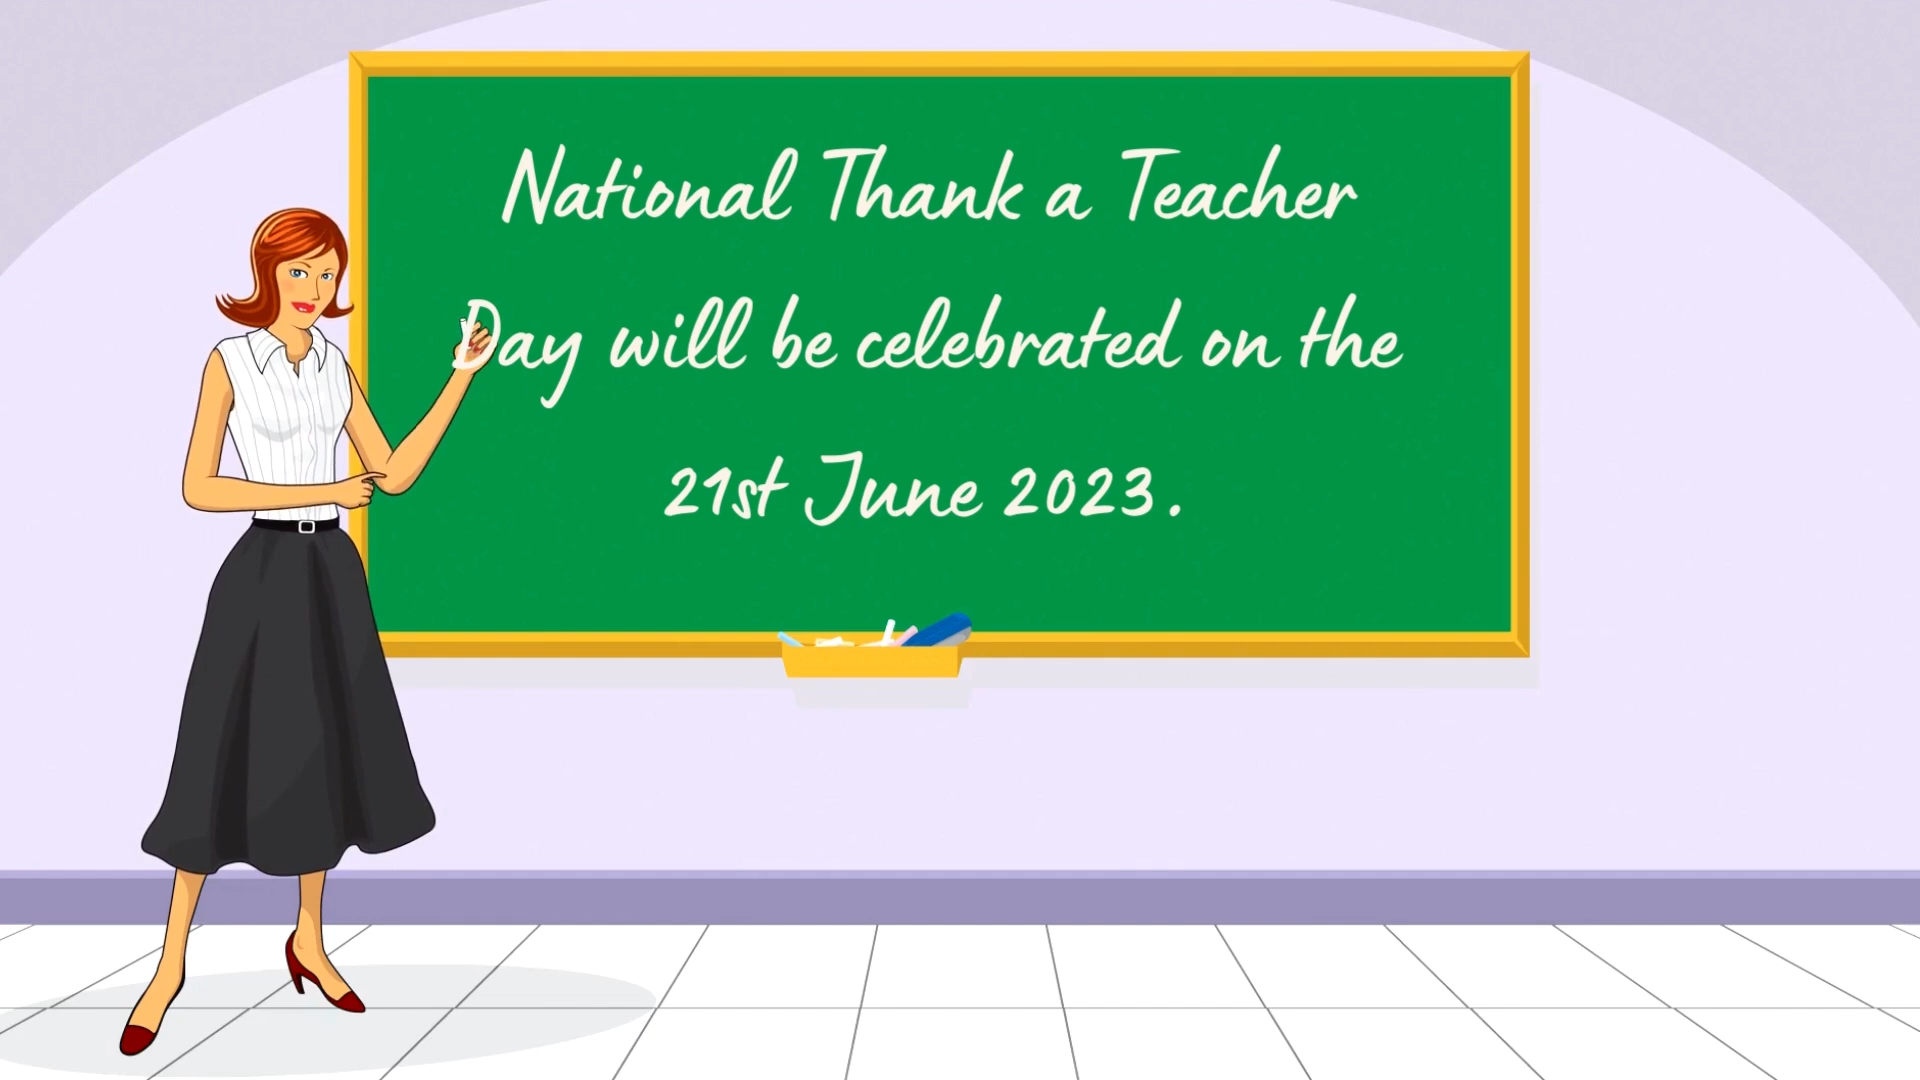 National Thank a Teacher
Day will be celebrated on the
21st June 2023.